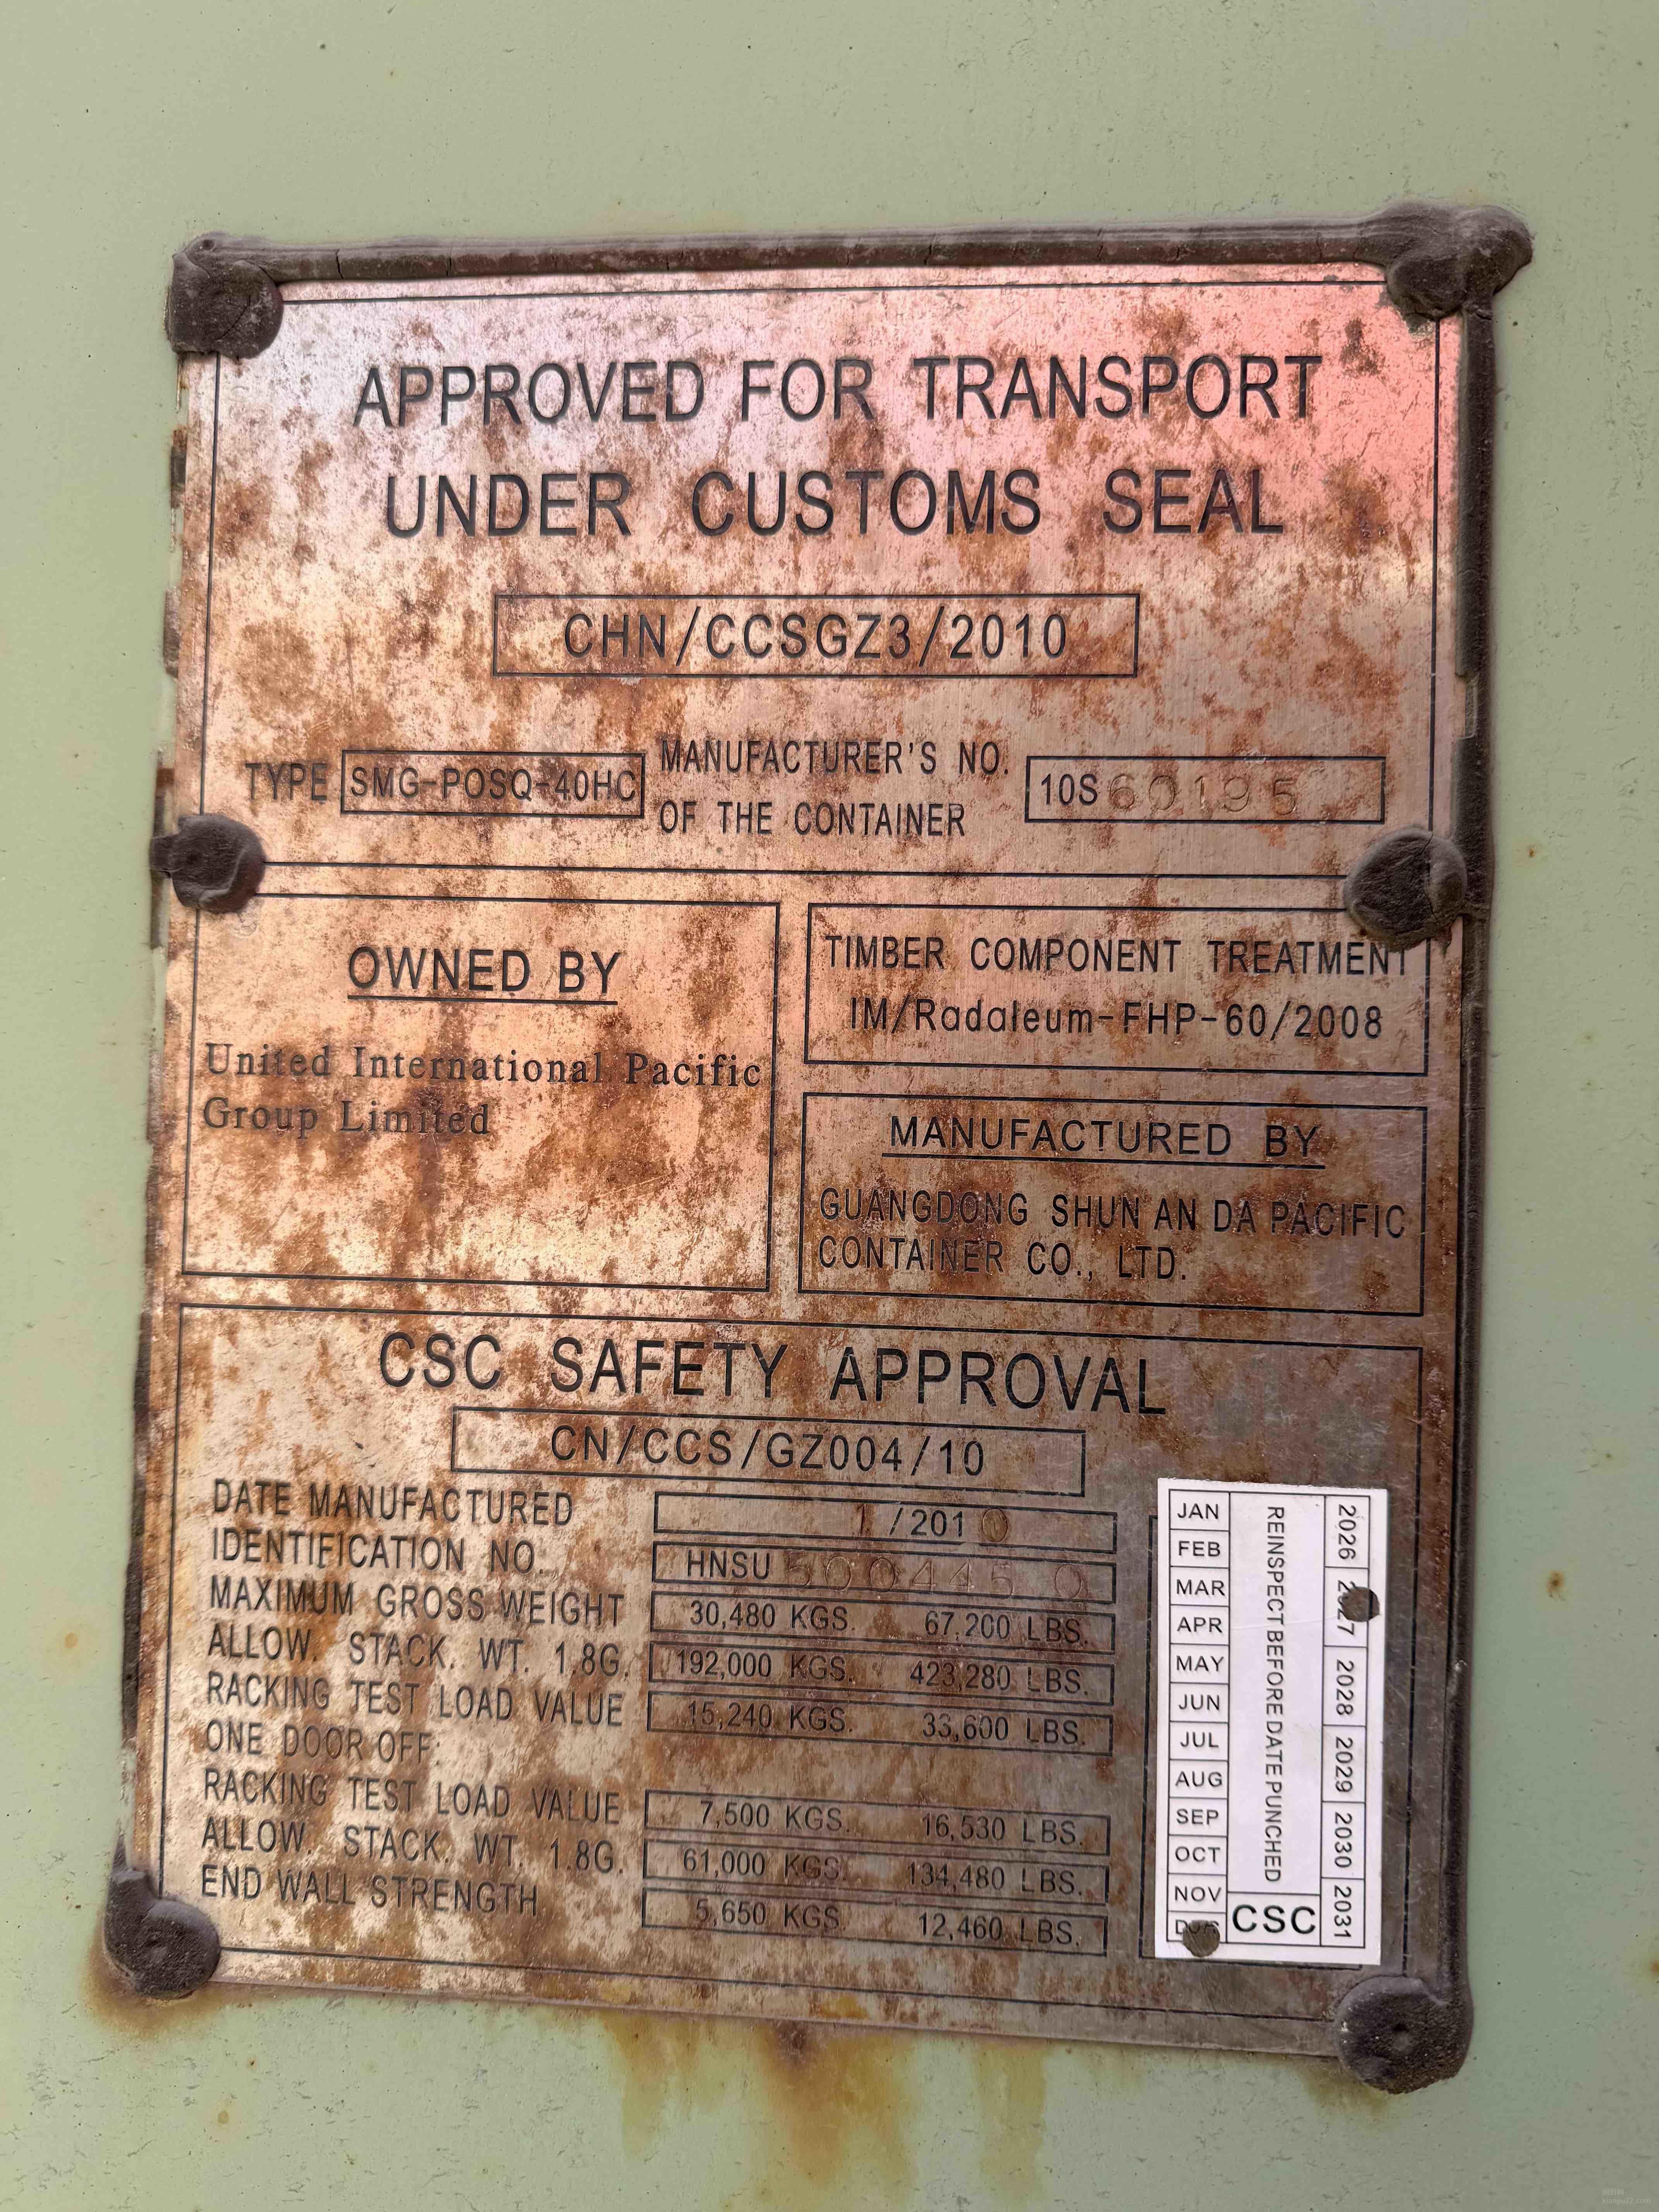 APPROVED FOR TRANSPORT
UNDER CUSTOMS SEAL
CHN/CCSGZ3/2010
TYPE SMG-POSQ-40HC MANUFACTURER'S NO. OF THE CONTAINER 10S60195
OWNED BY
United International Pacific
Group Limited
TIMBER COMPONENT TREATMENT
IM/Radaleum-FHP-60/2008
MANUFACTURED BY
GUANGDONG SHUN AN DA PACIFIC
CONTAINER CO., LTD.
CSC SAFETY APPROVAL
CN/CCS/GZ004/10
DATE MANUFACTURED 1/2010
IDENTIFICATION NO. HNSU 500445 0
MAXIMUM GROSS WEIGHT 30,480 KGS. 67,200 LBS.
ALLOW. STACK. WT. 1.8G. 192,000 KGS. 423,280 LBS.
RACKING TEST LOAD VALUE 15,240 KGS. 33,600 LBS.
ONE DOOR OFF:
RACKING TEST LOAD VALUE 7,500 KGS. 16,530 LBS.
ALLOW. STACK. WT. 1.8G. 61,000 KGS. 134,480 LBS.
END WALL STRENGTH 5,650 KGS. 12,460 LBS.
JAN
FEB
MAR
APR
MAY
JUN
JUL
AUG
SEP
OCT
NOV
REINSPECT BEFORE DATE PUNCHED
CSC
2026
2027
2028
2029
2030
2031